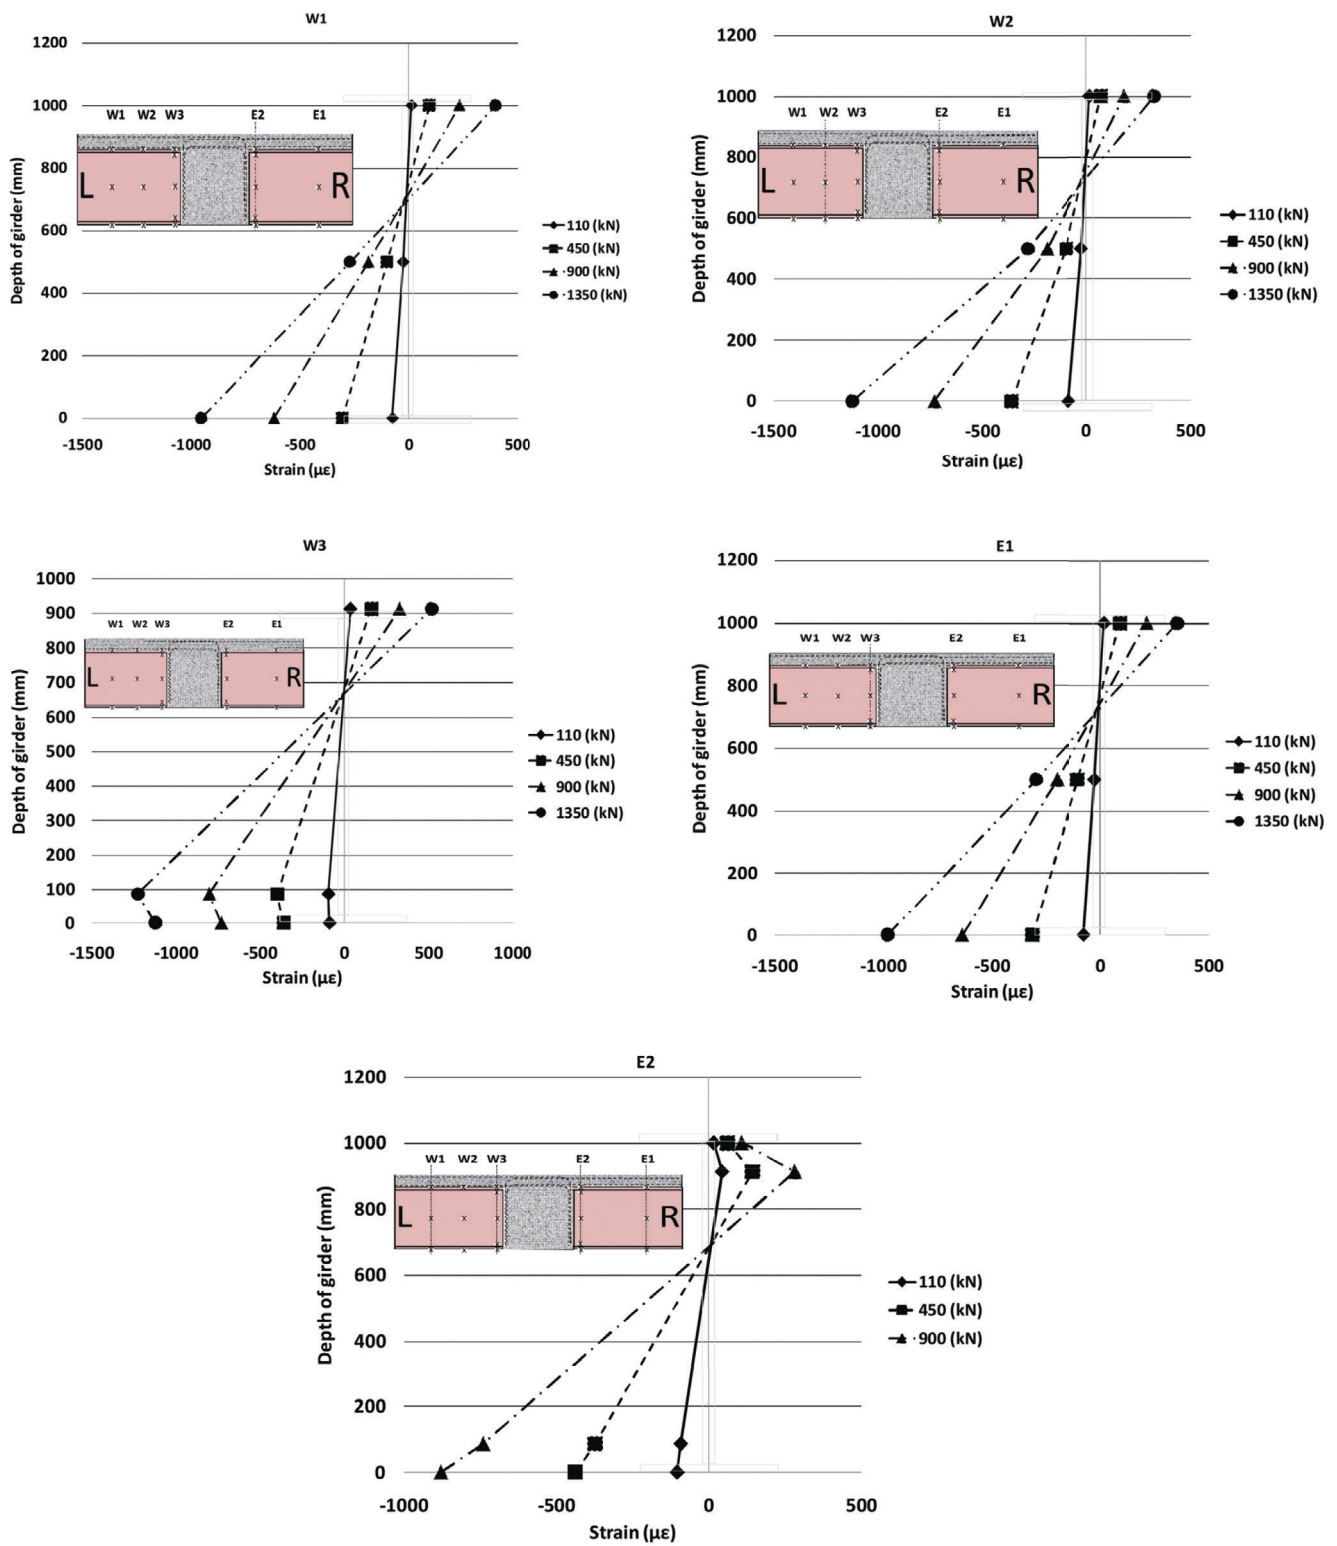 W1
1200
1000
800
600
400
200
0
-1500 -1000 -500 0 500
Depth of girder (mm)
Strain (με)
W1 W2 W3 E2 E1
L R
110 (kN)
450 (kN)
900 (kN)
1350 (kN)
W2
1200
1000
800
600
400
200
0
-1500 -1000 -500 0 500
Depth of girder (mm)
Strain (με)
W1 W2 W3 E2 E1
L R
110 (kN)
450 (kN)
900 (kN)
1350 (kN)
W3
1000
900
800
700
600
500
400
300
200
100
0
-1500 -1000 -500 0 500 1000
Depth of girder (mm)
Strain (με)
W1 W2 W3 E2 E1
L R
110 (kN)
450 (kN)
900 (kN)
1350 (kN)
E1
1200
1000
800
600
400
200
0
-1500 -1000 -500 0 500
Depth of girder (mm)
Strain (με)
W1 W2 W3 E2 E1
L R
110 (kN)
450 (kN)
900 (kN)
1350 (kN)
E2
1200
1000
800
600
400
200
0
-1000 -500 0 500
Depth of girder (mm)
Strain (με)
W1 W2 W3 E2 E1
L R
110 (kN)
450 (kN)
900 (kN)